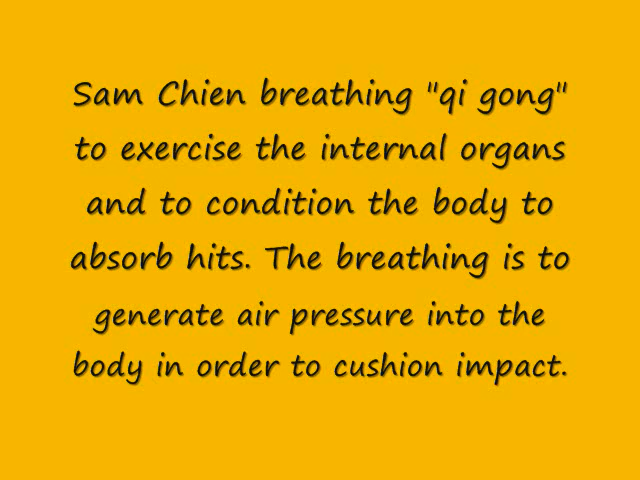 Sam Chien breathing "qi gong"
to exercise the internal organs
and to condition the body to
absorb hits. The breathing is to
generate air pressure into the
body in order to cushion impact.